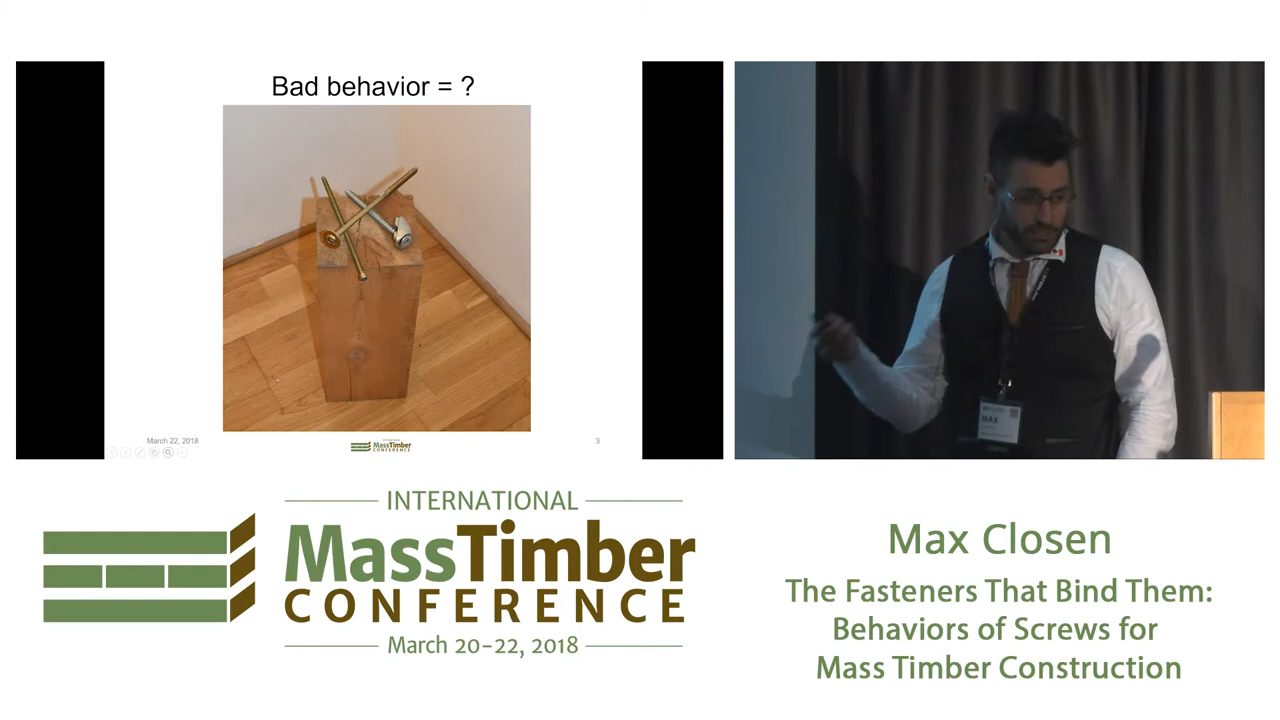 Bad behavior = ?
March 22, 2018
MassTimber
CONFERENCE
3
MAX
INTERNATIONAL
MassTimber
CONFERENCE
March 20–22, 2018
Max Closen
The Fasteners That Bind Them:
Behaviors of Screws for
Mass Timber Construction